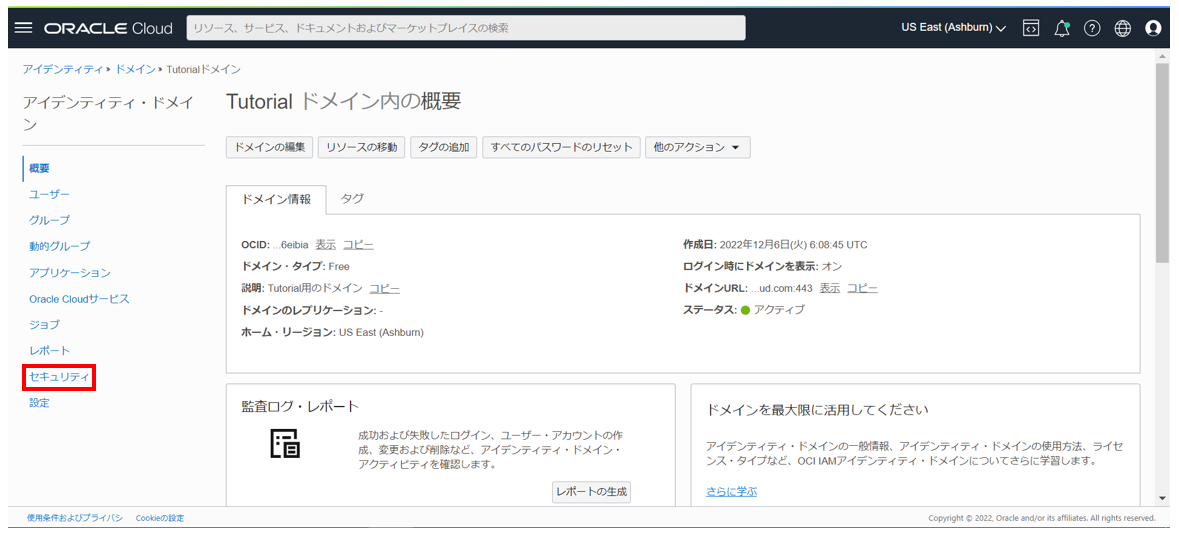 ORACLE Cloud
リソース、サービス、ドキュメントおよびマーケットプレイスの検索
US East (Ashburn)
アイデンティティ » ドメイン » Tutorialドメイン
アイデンティティ・ドメイ
ン
概要
ユーザー
グループ
動的グループ
アプリケーション
Oracle Cloudサービス
ジョブ
レポート
セキュリティ
設定
Tutorial ドメイン内の概要
ドメインの編集 リソースの移動 タグの追加 すべてのパスワードのリセット 他のアクション
ドメイン情報 タグ
OCID: ...6eibia 表示 コピー
ドメイン・タイプ: Free
説明: Tutorial用のドメイン コピー
ドメインのレプリケーション: -
ホーム・リージョン: US East (Ashburn)
作成日: 2022年12月6日(火) 6:08:45 UTC
ログイン時にドメインを表示: オン
ドメインURL: ...ud.com:443 表示 コピー
ステータス: アクティブ
監査ログ・レポート
成功および失敗したログイン、ユーザー・アカウントの作
成、変更および削除など、アイデンティティ・ドメイン・
アクティビティを確認します。
レポートの生成
ドメインを最大限に活用してください
アイデンティティ・ドメインの一般情報、アイデンティティ・ドメインの使用方法、ライセ
ンス・タイプなど、OCI IAMアイデンティティ・ドメインについてさらに学習します。
さらに学ぶ
使用条件およびプライバシ Cookieの設定
Copyright © 2022, Oracle and/or its affiliates. All rights reserved.